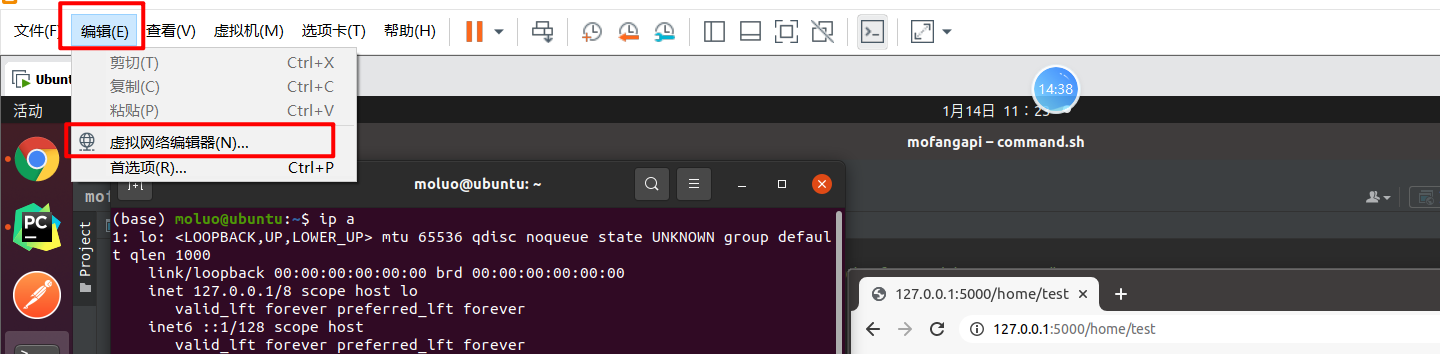 文件(F) 编辑(E) 查看(V) 虚拟机(M) 选项卡(T) 帮助(H)
剪切(T) Ctrl+X
复制(C) Ctrl+C
粘贴(P) Ctrl+V
虚拟网络编辑器(N)...
首选项(R)... Ctrl+P
活动
14:38
1月14日 11
mofangapi – command.sh
moluo@ubuntu: ~
PC
Project
(base) moluo@ubuntu:~$ ip a
1: lo: <LOOPBACK,UP,LOWER_UP> mtu 65536 qdisc noqueue state UNKNOWN group defaul
t qlen 1000
link/loopback 00:00:00:00:00:00 brd 00:00:00:00:00:00
inet 127.0.0.1/8 scope host lo
valid_lft forever preferred_lft forever
inet6 ::1/128 scope host
valid_lft forever preferred_lft forever
127.0.0.1:5000/home/test
127.0.0.1:5000/home/test